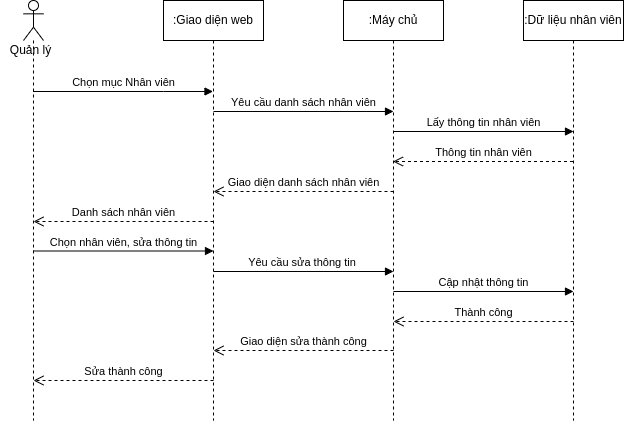 :Giao diện web
:Máy chủ
:Dữ liệu nhân viên
Quản lý
Chọn mục Nhân viên
Yêu cầu danh sách nhân viên
Lấy thông tin nhân viên
Thông tin nhân viên
Giao diện danh sách nhân viên
Danh sách nhân viên
Chọn nhân viên, sửa thông tin
Yêu cầu sửa thông tin
Cập nhật thông tin
Thành công
Giao diện sửa thành công
Sửa thành công